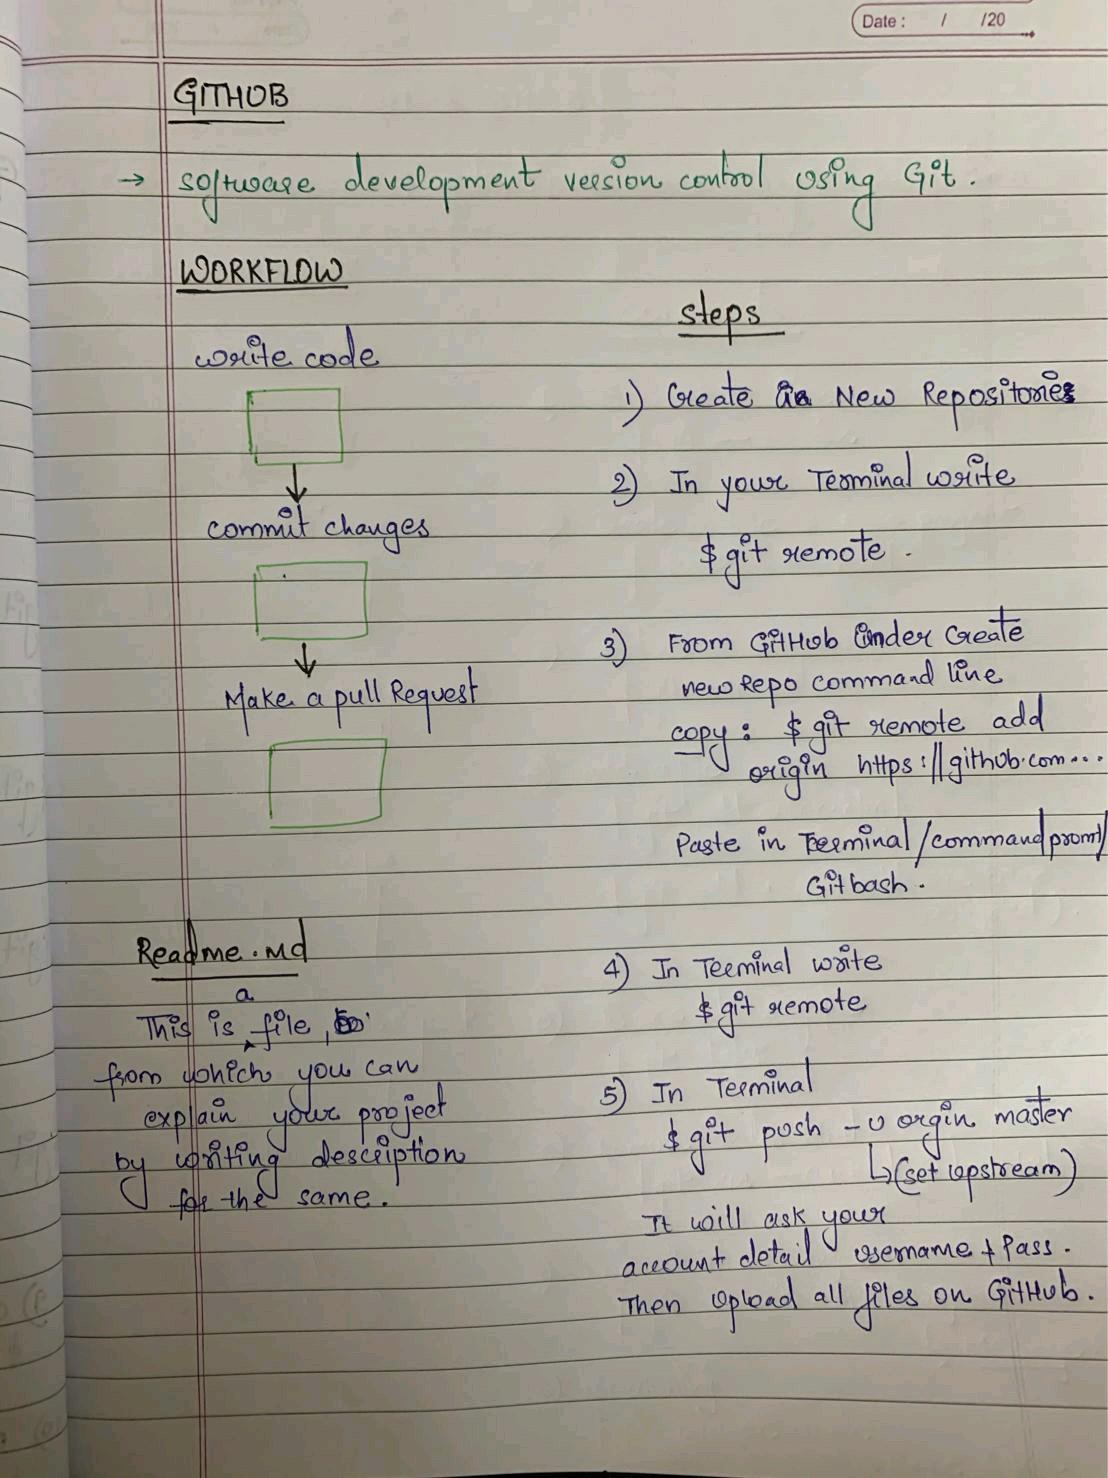 Date : / /20
GITHUB
→ software development version control using Git.
WORKFLOW
write code
commit changes
Make a pull Request
Steps
1) Create a New Repositories
2) In your Terminal write
$ git remote .
3) From GitHub under Create
new Repo command line
copy : $ git remote add
origin https://github.com...
Paste in Terminal/command promt/
Gitbash.
4) In Terminal write
$ git remote
5) In Terminal
$ git push -u orgin master
↳(set upstream)
It will ask your
account detail username + Pass.
Then upload all files on GitHub.
Readme.md
This is a file,
from which you can
explain your project
by writing description
for the same.